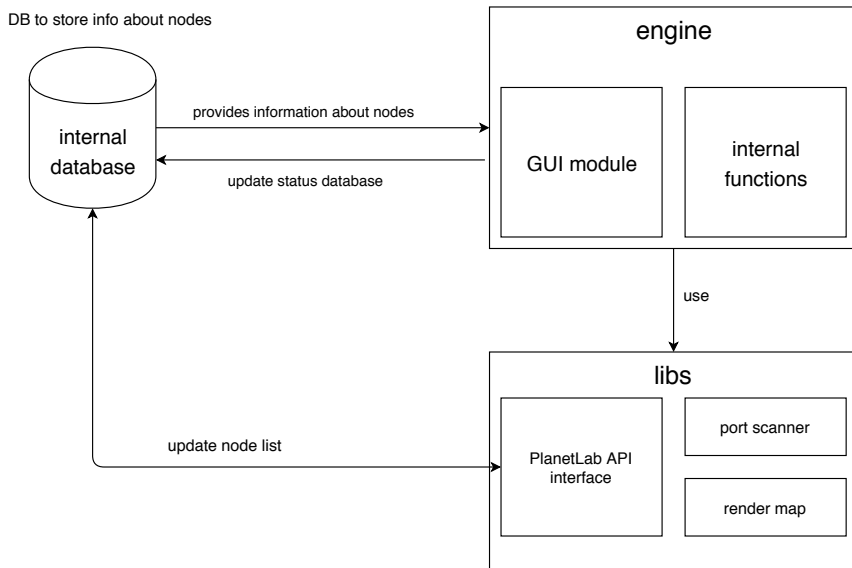 DB to store info about nodes
internal
database
provides information about nodes
update status database
engine
GUI module
internal
functions
use
libs
update node list
PlanetLab API
interface
port scanner
render map